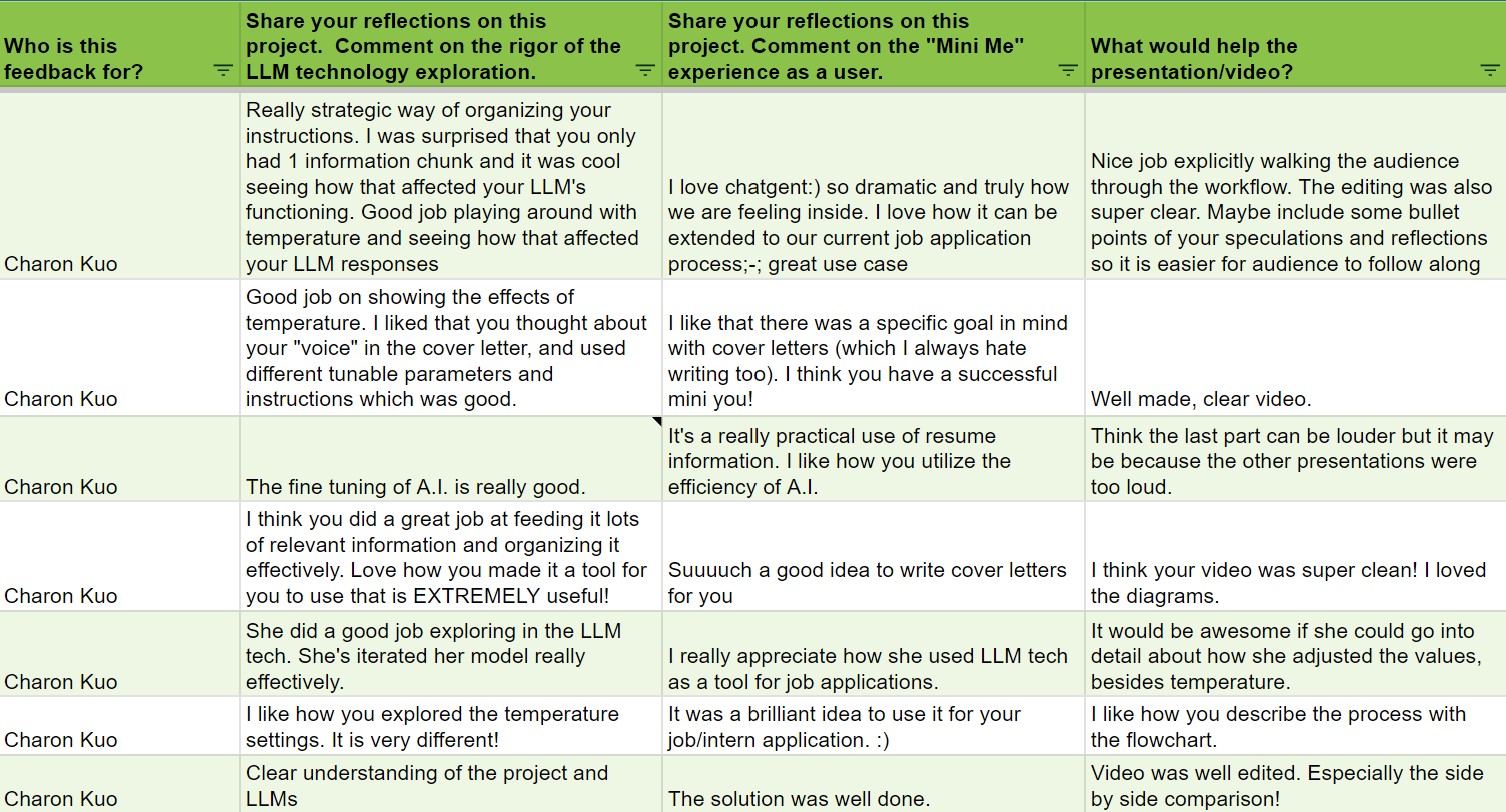 Who is this
feedback for?
Share your reflections on this
project.  Comment on the rigor of the
LLM technology exploration.
Share your reflections on this
project. Comment on the "Mini Me"
experience as a user.
What would help the
presentation/video?
Charon Kuo
Really strategic way of organizing your
instructions. I was surprised that you only
had 1 information chunk and it was cool
seeing how that affected your LLM's
functioning. Good job playing around with
temperature and seeing how that affected
your LLM responses
I love chatgent:) so dramatic and truly how
we are feeling inside. I love how it can be
extended to our current job application
process;-; great use case
Nice job explicitly walking the audience
through the workflow. The editing was also
super clear. Maybe include some bullet
points of your speculations and reflections
so it is easier for audience to follow along
Charon Kuo
Good job on showing the effects of
temperature. I liked that you thought about
your "voice" in the cover letter, and used
different tunable parameters and
instructions which was good.
I like that there was a specific goal in mind
with cover letters (which I always hate
writing too). I think you have a successful
mini you!
Well made, clear video.
Charon Kuo
The fine tuning of A.I. is really good.
It's a really practical use of resume
information. I like how you utilize the
efficiency of A.I.
Think the last part can be louder but it may
be because the other presentations were
too loud.
Charon Kuo
I think you did a great job at feeding it lots
of relevant information and organizing it
effectively. Love how you made it a tool for
you to use that is EXTREMELY useful!
Suuuuch a good idea to write cover letters
for you
I think your video was super clean! I loved
the diagrams.
Charon Kuo
She did a good job exploring in the LLM
tech. She's iterated her model really
effectively.
I really appreciate how she used LLM tech
as a tool for job applications.
It would be awesome if she could go into
detail about how she adjusted the values,
besides temperature.
Charon Kuo
I like how you explored the temperature
settings. It is very different!
It was a brilliant idea to use it for your
job/intern application. :)
I like how you describe the process with
the flowchart.
Charon Kuo
Clear understanding of the project and
LLMs
The solution was well done.
Video was well edited. Especially the side
by side comparison!